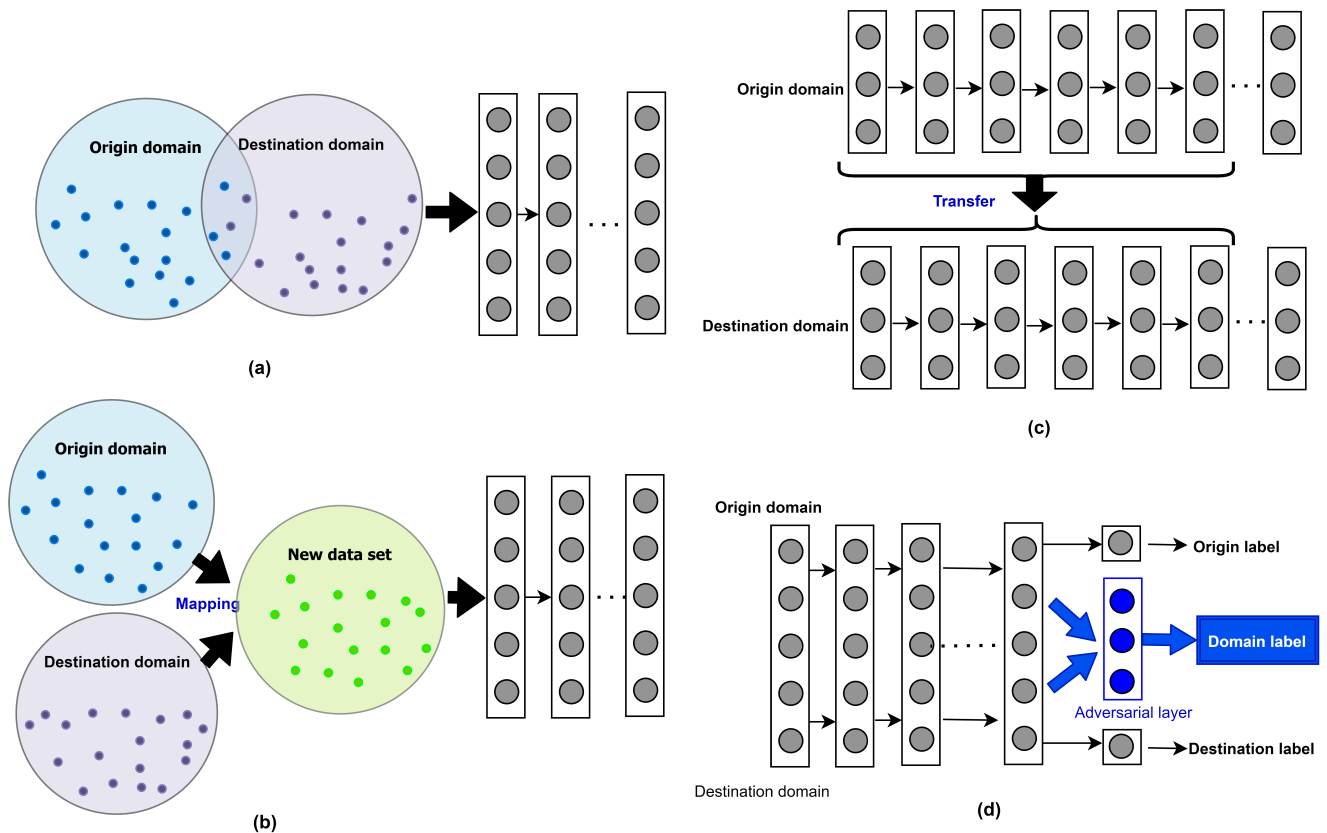 Origin domain
Destination domain
(a)
Origin domain
New data set
Mapping
Destination domain
(b)
Origin domain
Transfer
Destination domain
(c)
Origin domain
Origin label
Domain label
Adversarial layer
Destination label
Destination domain
(d)